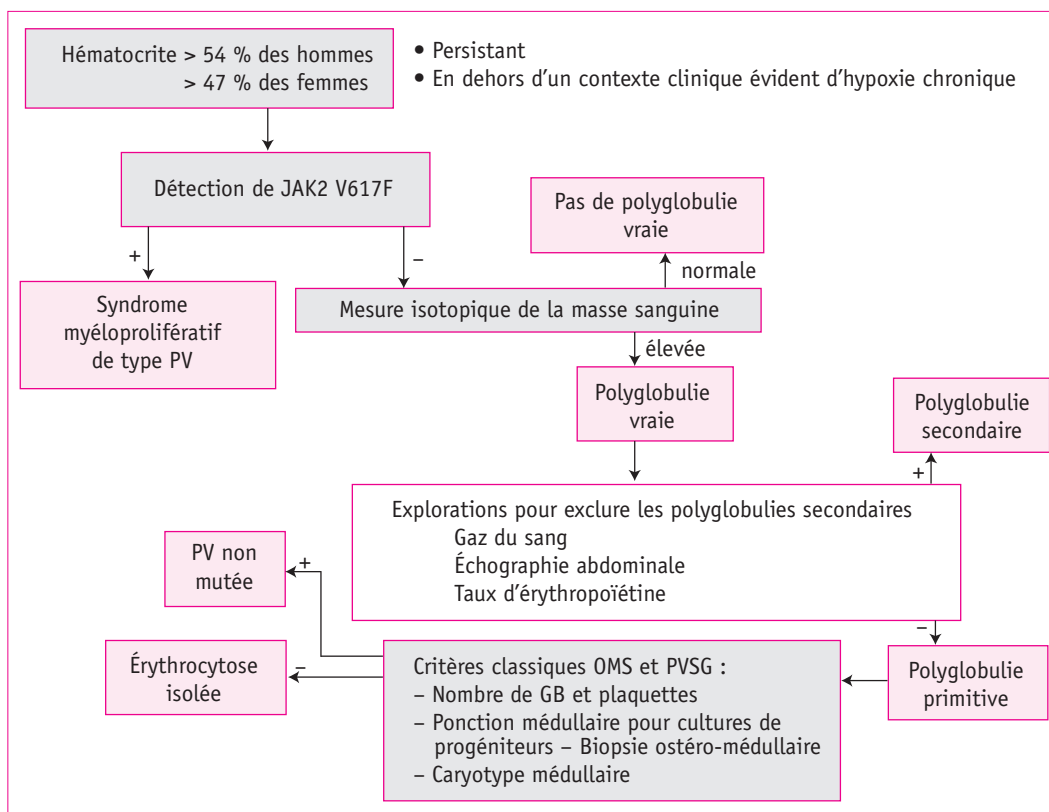 Hématocrite > 54 % des hommes
> 47 % des femmes
• Persistant
• En dehors d'un contexte clinique évident d'hypoxie chronique
Détection de JAK2 V617F
+
–
Syndrome
myéloprolifératif
de type PV
Pas de polyglobulie
vraie
normale
Mesure isotopique de la masse sanguine
élevée
Polyglobulie
vraie
Polyglobulie
secondaire
+
Explorations pour exclure les polyglobulies secondaires
Gaz du sang
Échographie abdominale
Taux d'érythropoïétine
–
Polyglobulie
primitive
Critères classiques OMS et PVSG :
– Nombre de GB et plaquettes
– Ponction médullaire pour cultures de
progéniteurs – Biopsie ostéro-médullaire
– Caryotype médullaire
+
PV non
mutée
–
Érythrocytose
isolée